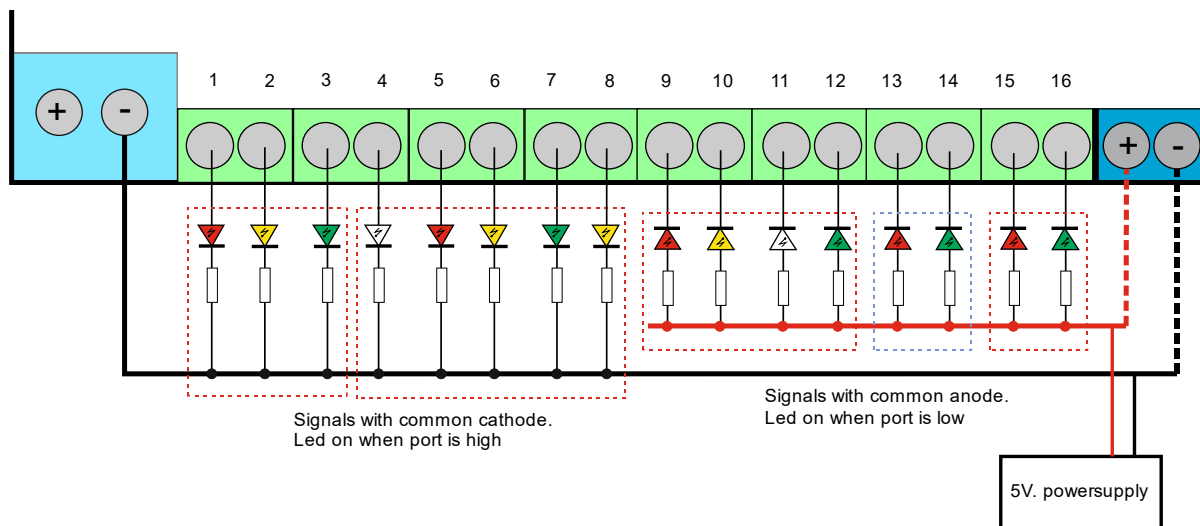 1 2 3 4 5 6 7 8 9 10 11 12 13 14 15 16
+ - + -
Signals with common cathode.
Led on when port is high
Signals with common anode.
Led on when port is low
5V. powersupply